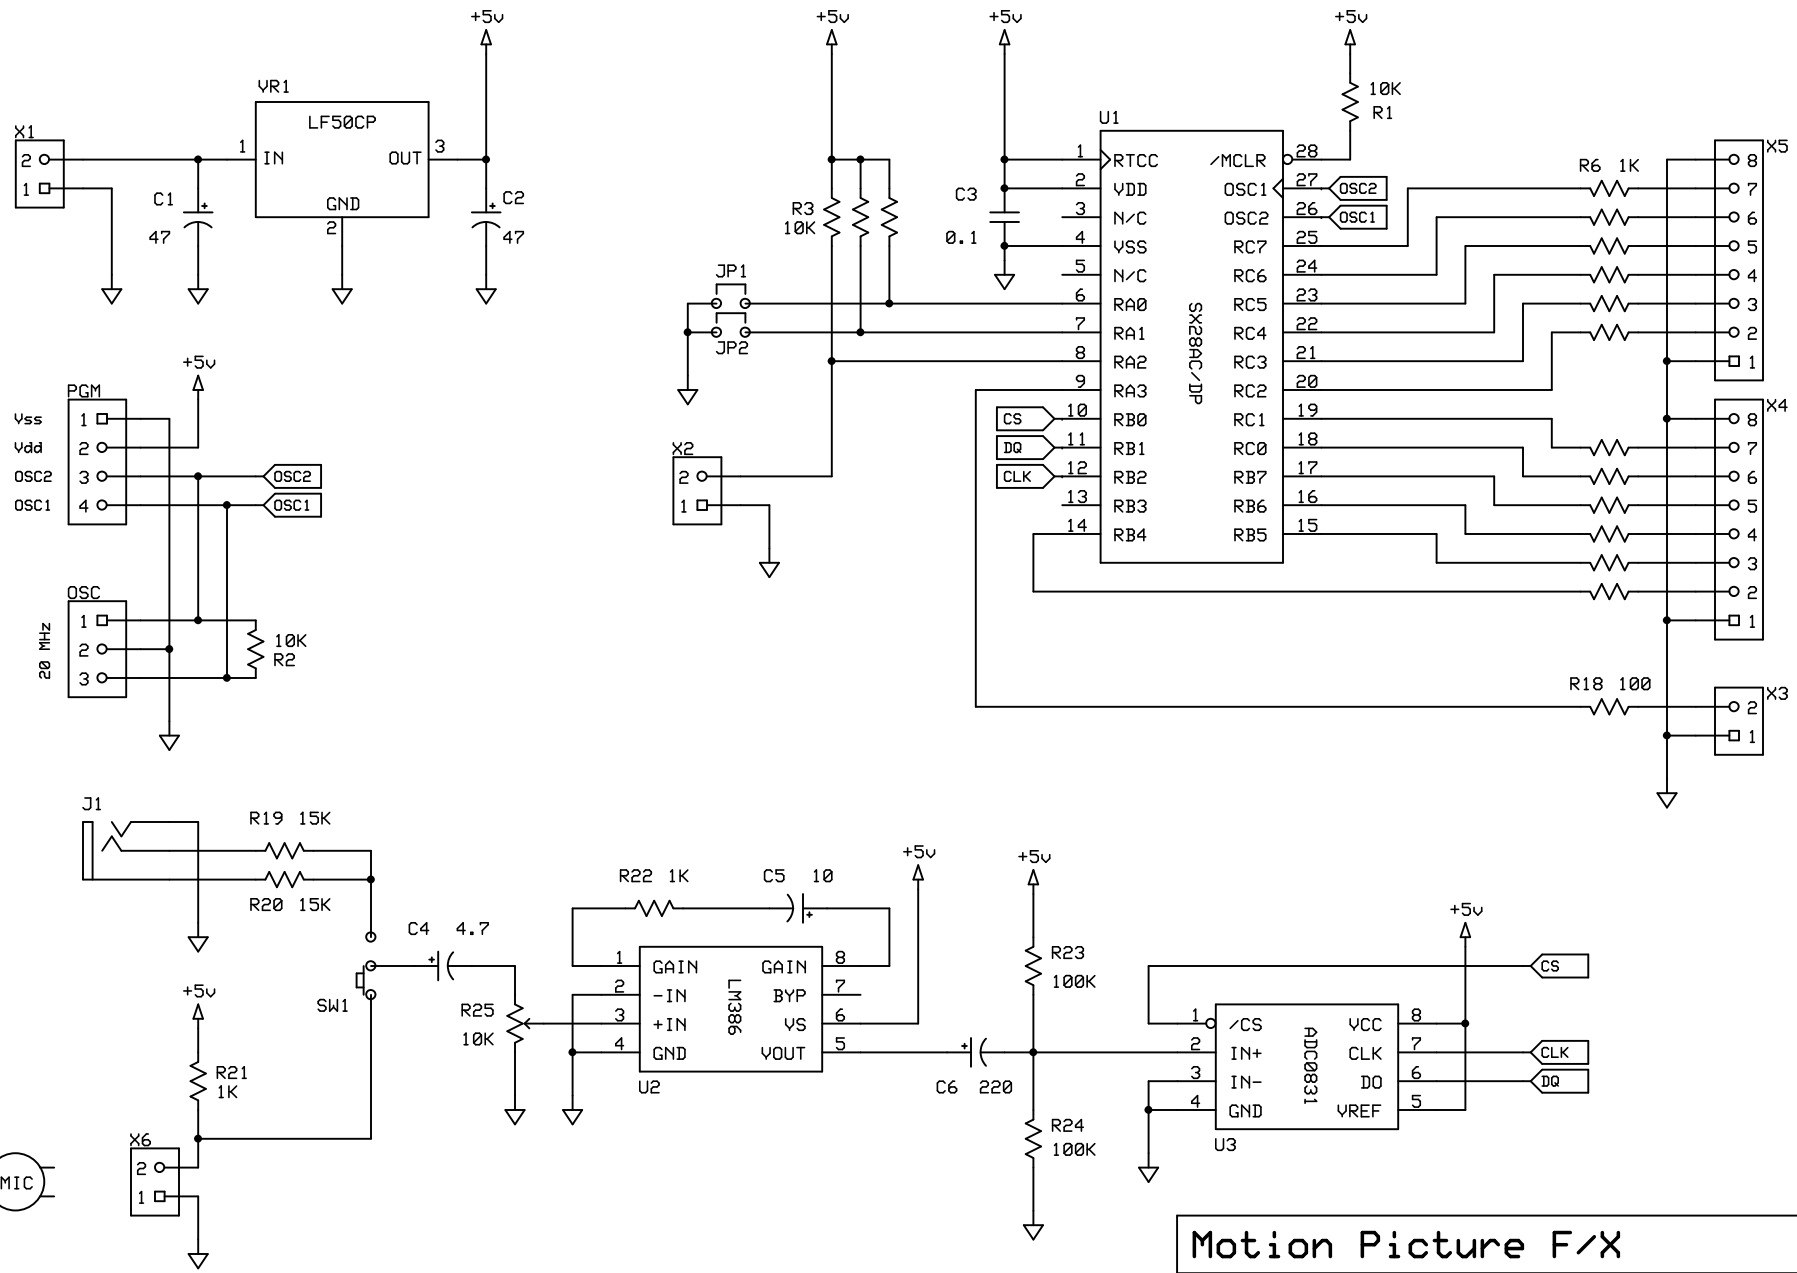 +5v
+5v
+5v
+5v
VR1
LF50CP
1 IN
OUT 3
GND
2
X1
2
1
C1
47
C2
47
R3
10K
C3
0.1
10K
R1
U1
SX28AC/DP
1 RTCC
2 VDD
3 N/C
4 VSS
5 N/C
6 RA0
7 RA1
8 RA2
9 RA3
10 RB0
11 RB1
12 RB2
13 RB3
14 RB4
/MCLR 28
OSC1 27
OSC2 26
RC7 25
RC6 24
RC5 23
RC4 22
RC3 21
RC2 20
RC1 19
RC0 18
RB7 17
RB6 16
RB5 15
OSC2
OSC1
CS
DQ
CLK
JP1
JP2
X2
2
1
R6 1K
X5
8
7
6
5
4
3
2
1
X4
8
7
6
5
4
3
2
1
R18 100
X3
2
1
+5v
PGM
Vss 1
Vdd 2
OSC2 3
OSC1 4
OSC2
OSC1
OSC
20 MHz
1
2
3
10K
R2
J1
R19 15K
R20 15K
C4 4.7
SW1
+5v
R21
1K
X6
2
1
MIC
R25
10K
R22 1K
C5 10
+5v
1 GAIN
2 -IN
3 +IN
4 GND
LM386
GAIN 8
BYP 7
VS 6
VOUT 5
U2
C6 220
+5v
R23
100K
R24
100K
+5v
1 /CS
2 IN+
3 IN-
4 GND
ADC0831
VCC 8
CLK 7
DO 6
VREF 5
U3
CS
CLK
DQ
Motion Picture F/X